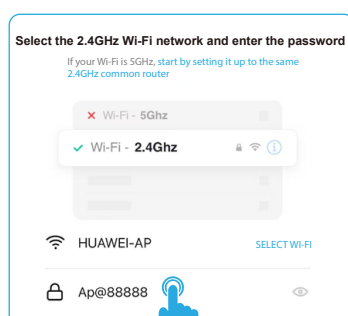 Select the 2.4GHz Wi-Fi network and enter the password
If your Wi-Fi is 5GHz, start by setting it up to the same
2.4GHz common router
Wi-Fi - 5Ghz
Wi-Fi - 2.4Ghz
HUAWEI-AP
SELECT WI-FI
Ap@88888